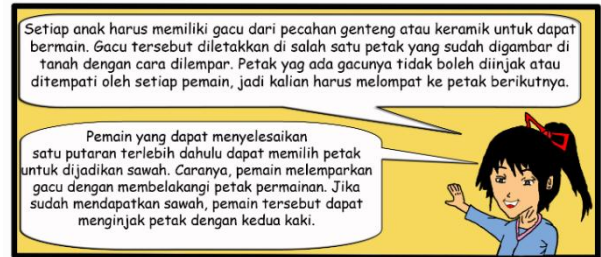 Setiap anak harus memiliki gacu dari pecahan genteng atau keramik untuk dapat
bermain. Gacu tersebut diletakkan di salah satu petak yang sudah digambar di
tanah dengan cara dilempar. Petak yag ada gacunya tidak boleh diinjak atau
ditempati oleh setiap pemain, jadi kalian harus melompat ke petak berikutnya.
Pemain yang dapat menyelesaikan
satu putaran terlebih dahulu dapat memilih petak
untuk dijadikan sawah. Caranya, pemain melemparkan
gacu dengan membelakangi petak permainan. Jika
sudah mendapatkan sawah, pemain tersebut dapat
menginjak petak dengan kedua kaki.